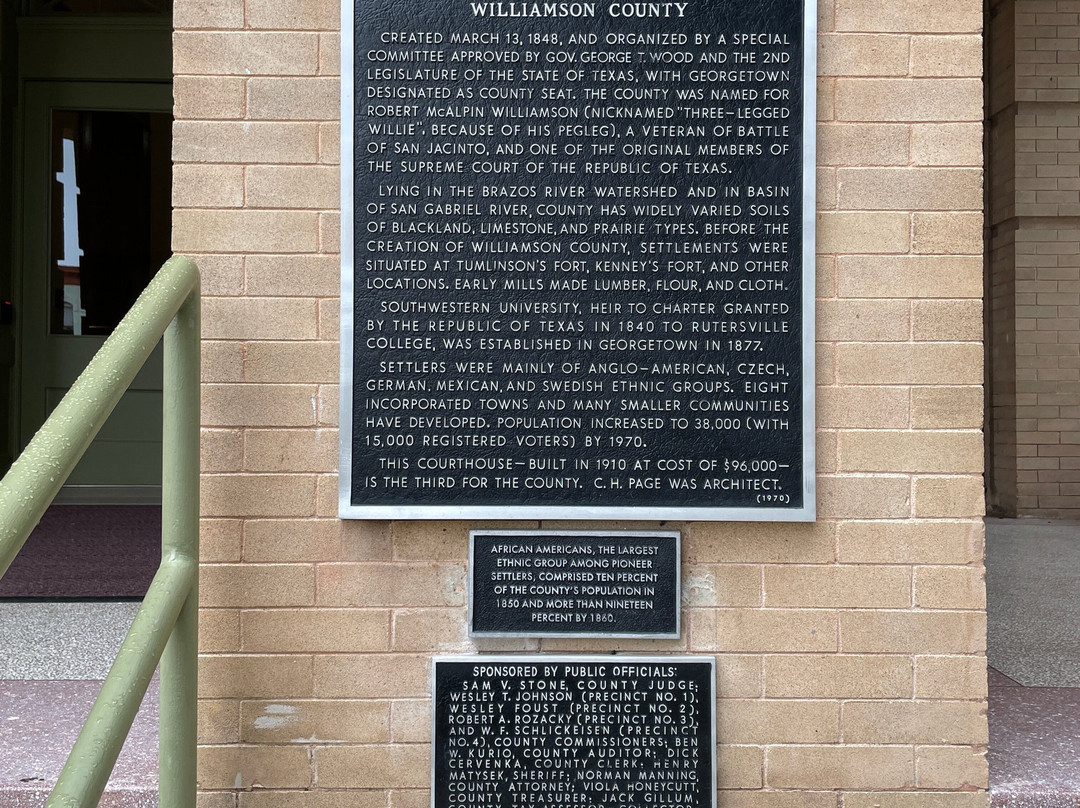 WILLIAMSON COUNTY
CREATED MARCH 13, 1848, AND ORGANIZED BY A SPECIAL
COMMITTEE APPROVED BY GOV. GEORGE T. WOOD AND THE 2ND
LEGISLATURE OF THE STATE OF TEXAS, WITH GEORGETOWN
DESIGNATED AS COUNTY SEAT. THE COUNTY WAS NAMED FOR
ROBERT McALPIN WILLIAMSON (NICKNAMED "THREE-LEGGED
WILLIE", BECAUSE OF HIS PEGLEG), A VETERAN OF BATTLE
OF SAN JACINTO, AND ONE OF THE ORIGINAL MEMBERS OF
THE SUPREME COURT OF THE REPUBLIC OF TEXAS.
LYING IN THE BRAZOS RIVER WATERSHED AND IN BASIN
OF SAN GABRIEL RIVER, COUNTY HAS WIDELY VARIED SOILS
OF BLACKLAND, LIMESTONE, AND PRAIRIE TYPES. BEFORE THE
CREATION OF WILLIAMSON COUNTY, SETTLEMENTS WERE
SITUATED AT TUMLINSON'S FORT, KENNEY'S FORT, AND OTHER
LOCATIONS. EARLY MILLS MADE LUMBER, FLOUR, AND CLOTH.
SOUTHWESTERN UNIVERSITY, HEIR TO CHARTER GRANTED
BY THE REPUBLIC OF TEXAS IN 1840 TO RUTERSVILLE
COLLEGE, WAS ESTABLISHED IN GEORGETOWN IN 1877.
SETTLERS WERE MAINLY OF ANGLO-AMERICAN, CZECH,
GERMAN, MEXICAN, AND SWEDISH ETHNIC GROUPS. EIGHT
INCORPORATED TOWNS AND MANY SMALLER COMMUNITIES
HAVE DEVELOPED. POPULATION INCREASED TO 38,000 (WITH
15,000 REGISTERED VOTERS) BY 1970.
THIS COURTHOUSE—BUILT IN 1910 AT COST OF $96,000—
IS THE THIRD FOR THE COUNTY. C. H. PAGE WAS ARCHITECT.
(1970)
AFRICAN AMERICANS, THE LARGEST
ETHNIC GROUP AMONG PIONEER
SETTLERS, COMPRISED TEN PERCENT
OF THE COUNTY'S POPULATION IN
1850 AND MORE THAN NINETEEN
PERCENT BY 1860.
SPONSORED BY PUBLIC OFFICIALS:
SAM V. STONE, COUNTY JUDGE;
WESLEY T. JOHNSON (PRECINCT NO. 1),
WESLEY FOUST (PRECINCT NO. 2),
ROBERT A. ROZACKY (PRECINCT NO. 3),
AND W. F. SCHLICKEISEN (PRECINCT
NO. 4), COUNTY COMMISSIONERS; BEN
W. KURIO, COUNTY AUDITOR; DICK
CERVENKA, COUNTY CLERK; HENRY
MATYSEK, SHERIFF; NORMAN MANNING,
COUNTY ATTORNEY; VIOLA HONEYCUTT,
COUNTY TREASURER; JACK GILLUM,
COUNTY TAX ASSESSOR-COLLECTOR